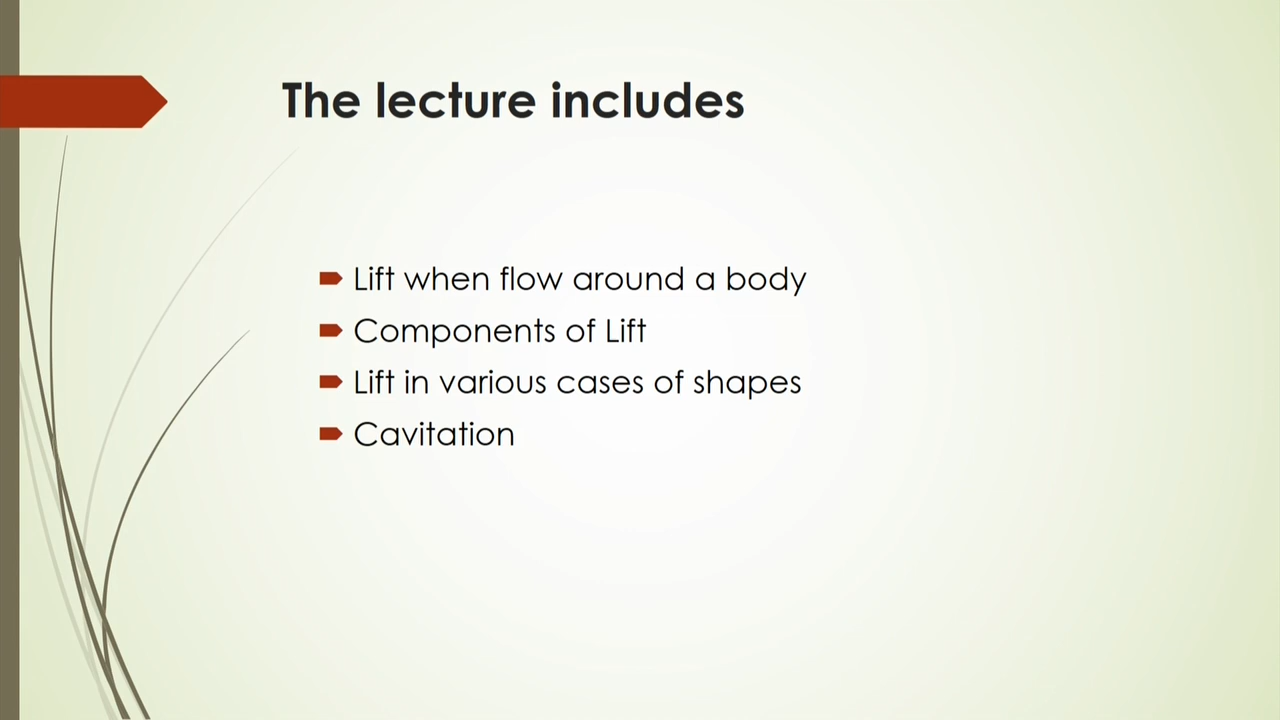 The lecture includes
Lift when flow around a body
Components of Lift
Lift in various cases of shapes
Cavitation